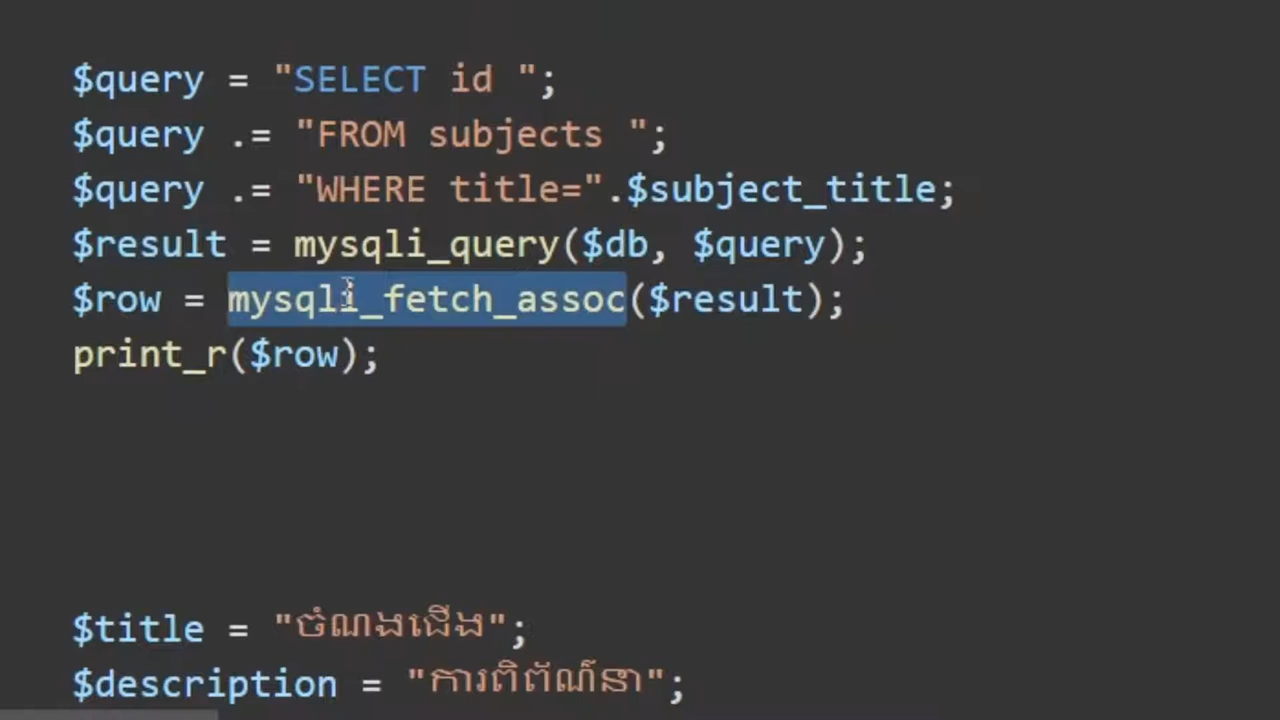 $query = "SELECT id ";
$query .= "FROM subjects ";
$query .= "WHERE title=".$subject_title;
$result = mysqli_query($db, $query);
$row = mysqli_fetch_assoc($result);
print_r($row);
$title = "ចំណងជើង";
$description = "ការពិព័ណ៌នា";